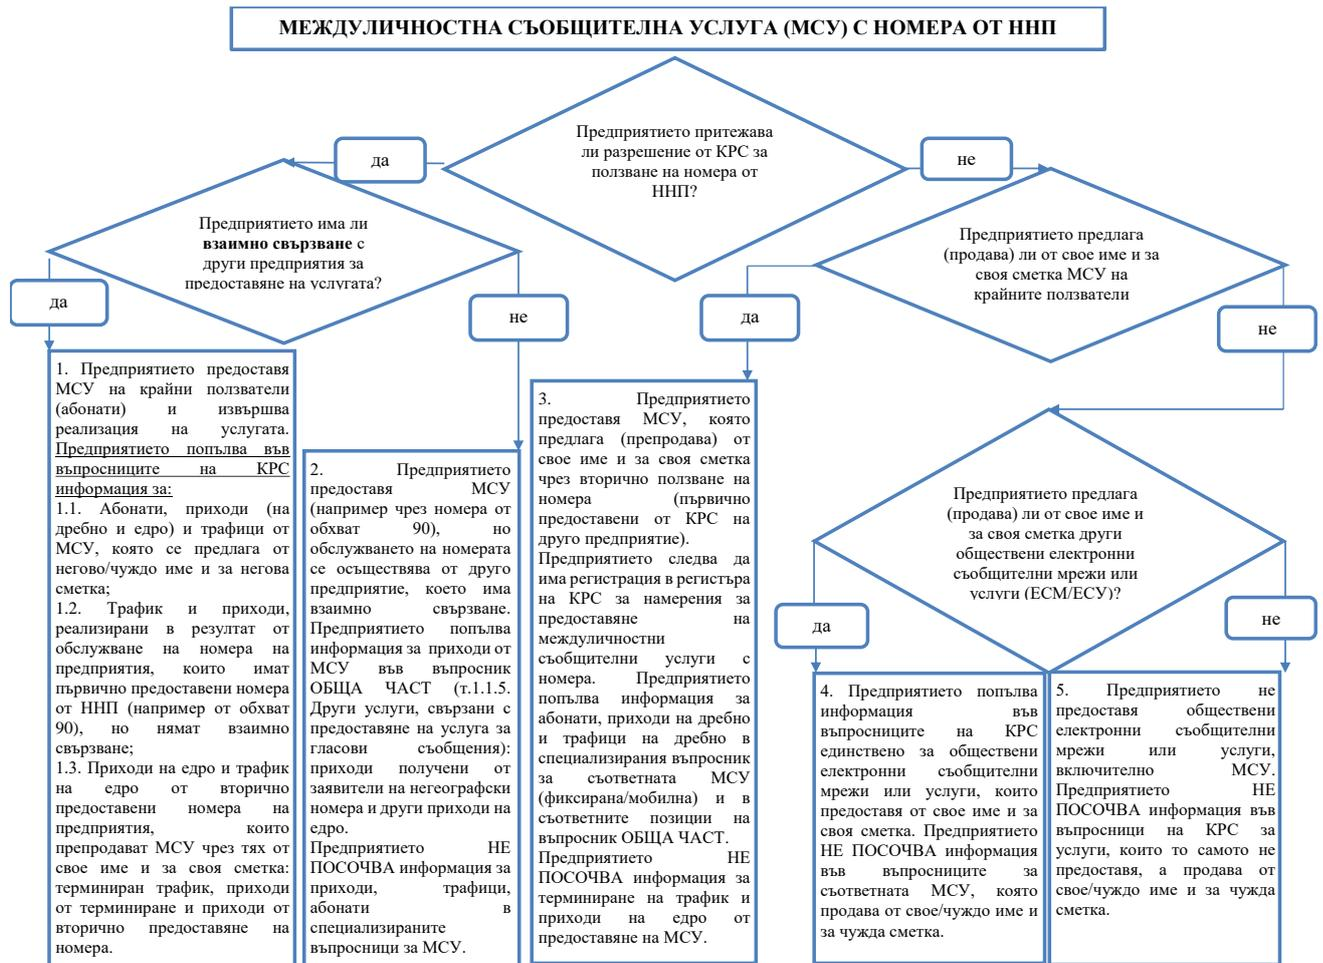 МЕЖДУЛИЧНОСТНА СЪОБЩИТЕЛНА УСЛУГА (МСУ) С НОМЕРА ОТ ННП
Предприятието притежава
ли разрешение от КРС за
ползване на номера от
ННП?
да
не
Предприятието има ли
взаимно свързване с
други предприятия за
предоставяне на услугата?
Предприятието предлага
(продава) ли от свое име и за
своя сметка МСУ на
крайните ползватели
да
не
да
не
1. Предприятието предоставя
МСУ на крайни ползватели
(абонати) и извършва
реализация на услугата.
Предприятието попълва във
въпросниците на КРС
информация за:
1.1. Абонати, приходи (на
дребно и едро) и трафици от
МСУ, която се предлага от
негово/чуждо име и за негова
сметка;
1.2. Трафик и приходи,
реализирани в резултат от
обслужване на номера на
предприятия, които имат
първично предоставени номера
от ННП (например от обхват
90), но нямат взаимно
свързване;
1.3. Приходи на едро и трафик
на едро от вторично
предоставени номера на
предприятия, които
препродават МСУ чрез тях от
свое име и за своя сметка:
терминиран трафик, приходи
от терминиране и приходи от
вторично предоставяне на
номера.
2. Предприятието
предоставя МСУ
(например чрез номера от
обхват 90), но
обслужването на номерата
се осъществява от друго
предприятие, което има
взаимно свързване.
Предприятието попълва
информация за приходи от
МСУ във въпросник
ОБЩА ЧАСТ (т.1.1.5.
Други услуги, свързани с
предоставяне на услуга за
гласови съобщения):
приходи получени от
заявители на негеографски
номера и други приходи на
едро.
Предприятието НЕ
ПОСОЧВА информация за
приходи, трафици,
абонати в
специализираните
въпросници за МСУ.
3. Предприятието
предоставя МСУ, която
предлага (препродава) от
свое име и за своя сметка
чрез вторично ползване на
номера (първично
предоставени от КРС на
друго предприятие).
Предприятието следва да
има регистрация в регистъра
на КРС за намерения за
предоставяне на
междуличностни
съобщителни услуги с
номера. Предприятието
попълва информация за
абонати, приходи на дребно
и трафици на дребно в
специализирания въпросник
за съответната МСУ
(фиксирана/мобилна) и в
съответните позиции на
въпросник ОБЩА ЧАСТ.
Предприятието НЕ
ПОСОЧВА информация за
терминиране на трафик и
приходи на едро от
предоставяне на МСУ.
Предприятието предлага
(продава) ли от свое име и
за своя сметка други
обществени електронни
съобщителни мрежи или
услуги (ЕСМ/ЕСУ)?
да
не
4. Предприятието попълва
информация във
въпросниците на КРС
единствено за обществени
електронни съобщителни
мрежи или услуги, които
предоставя от свое име и за
своя сметка. Предприятието
НЕ ПОСОЧВА информация
във въпросниците за
съответната МСУ, която
продава от свое/чуждо име и
за чужда сметка.
5. Предприятието не
предоставя обществени
електронни съобщителни
мрежи или услуги,
включително МСУ.
Предприятието НЕ
ПОСОЧВА информация във
въпросници на КРС за
услуги, които то самото не
предоставя, а продава от
свое/чуждо име и за чужда
сметка.